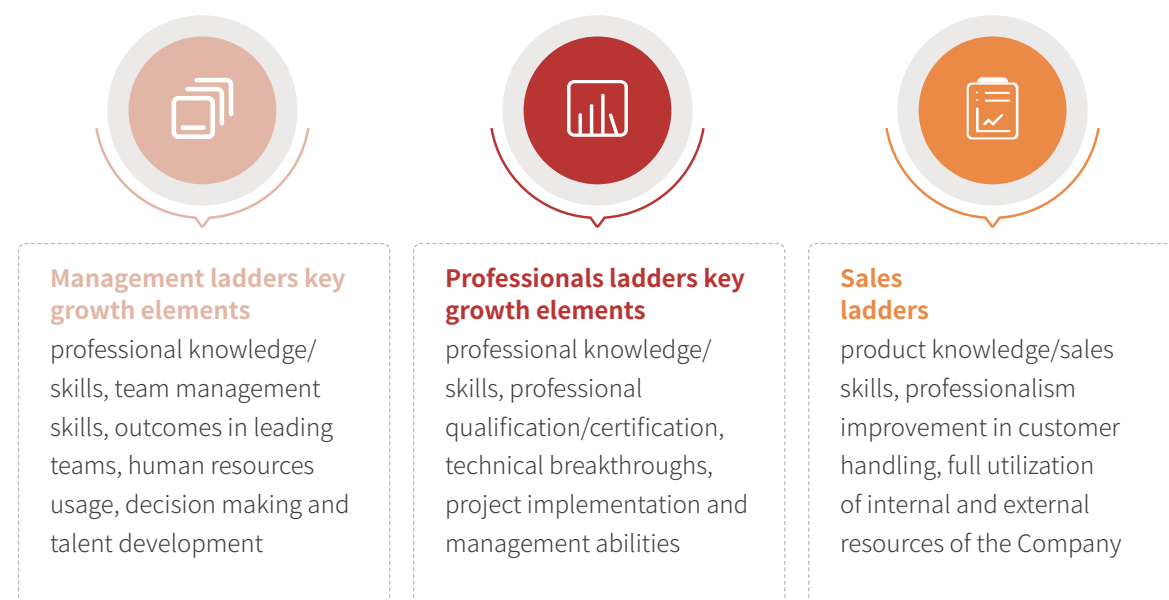 Management ladders key
growth elements
professional knowledge/
skills, team management
skills, outcomes in leading
teams, human resources
usage, decision making and
talent development
Professionals ladders key
growth elements
professional knowledge/
skills, professional
qualification/certification,
technical breakthroughs,
project implementation and
management abilities
Sales
ladders
product knowledge/sales
skills, professionalism
improvement in customer
handling, full utilization
of internal and external
resources of the Company